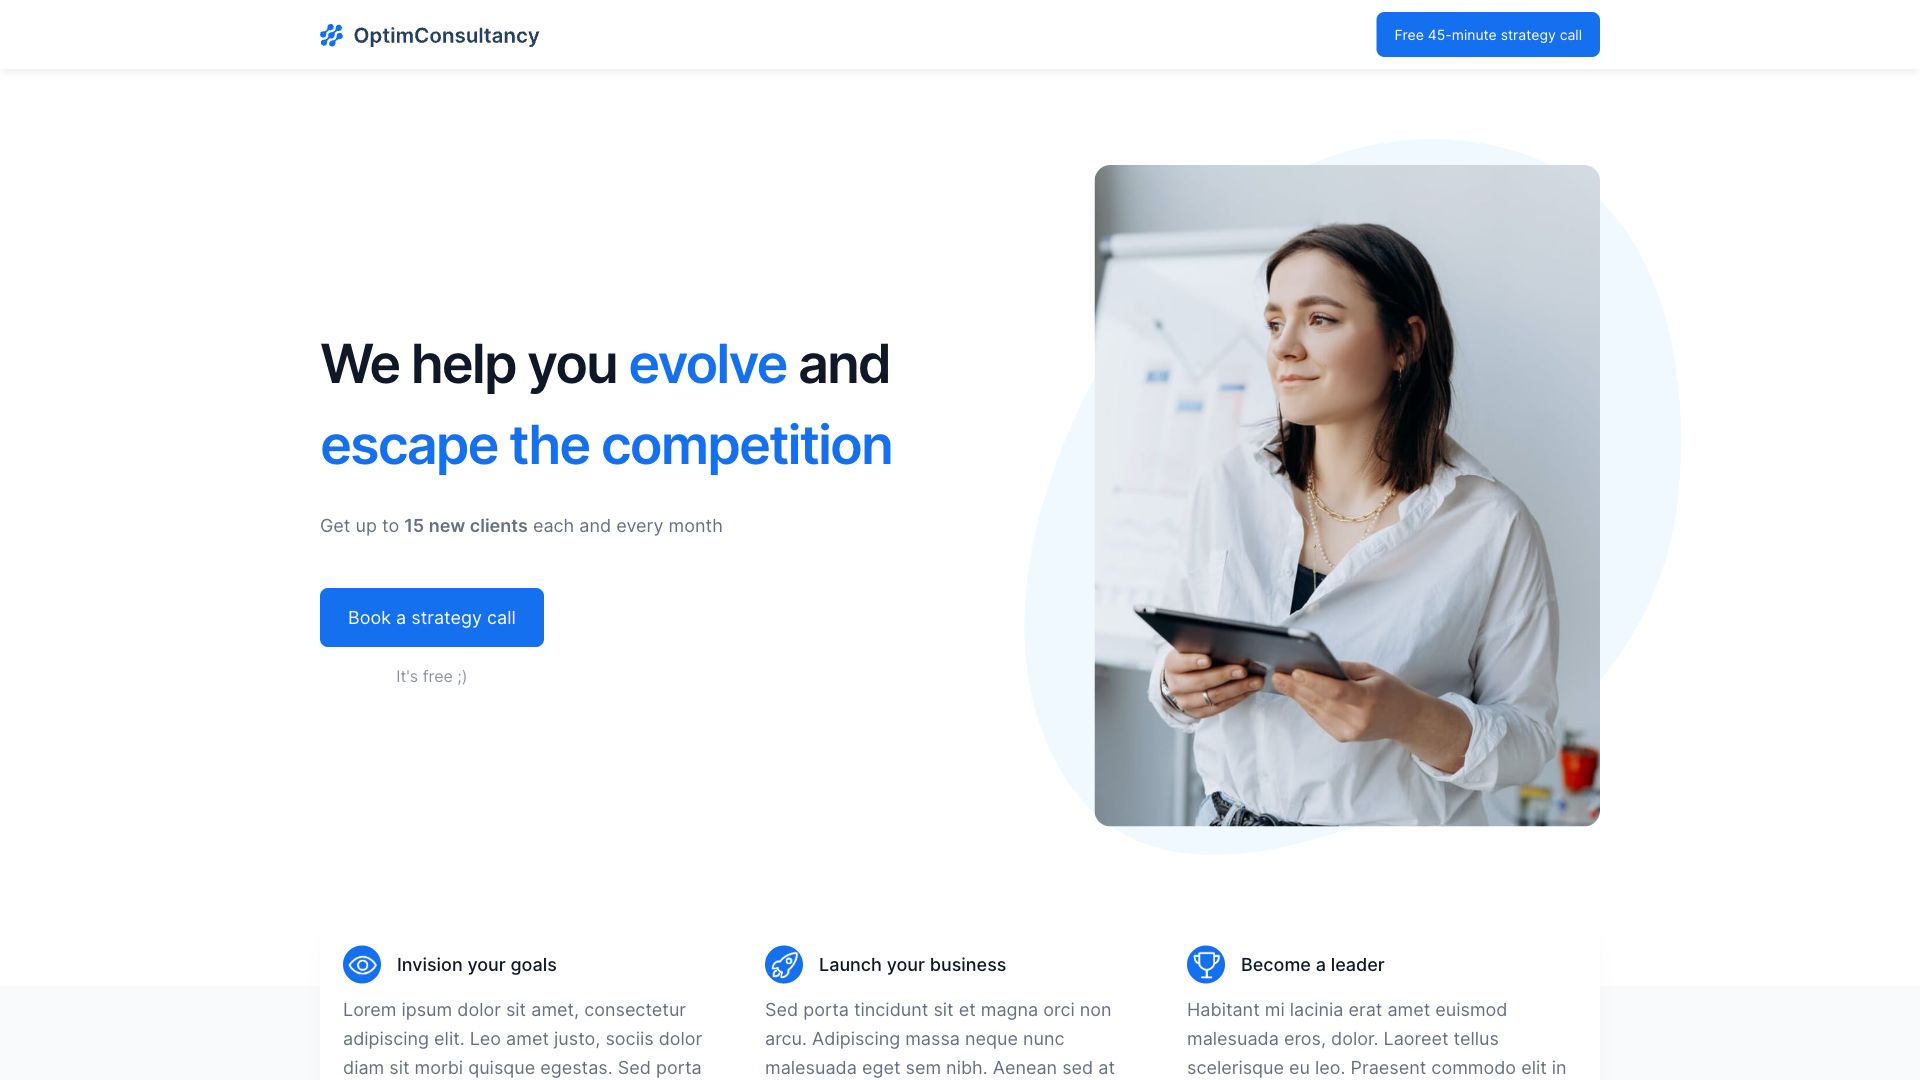 OptimConsultancy
Free 45-minute strategy call
We help you evolve and
escape the competition
Get up to 15 new clients each and every month
Book a strategy call
It's free ;)
Invision your goals
Lorem ipsum dolor sit amet, consectetur
adipiscing elit. Leo amet justo, sociis dolor
diam sit morbi quisque egestas. Sed porta
Launch your business
Sed porta tincidunt sit et magna orci non
arcu. Adipiscing massa neque nunc
malesuada eget sem nibh. Aenean sed at
Become a leader
Habitant mi lacinia erat amet euismod
malesuada eros, dolor. Laoreet tellus
scelerisque eu leo. Praesent commodo elit in